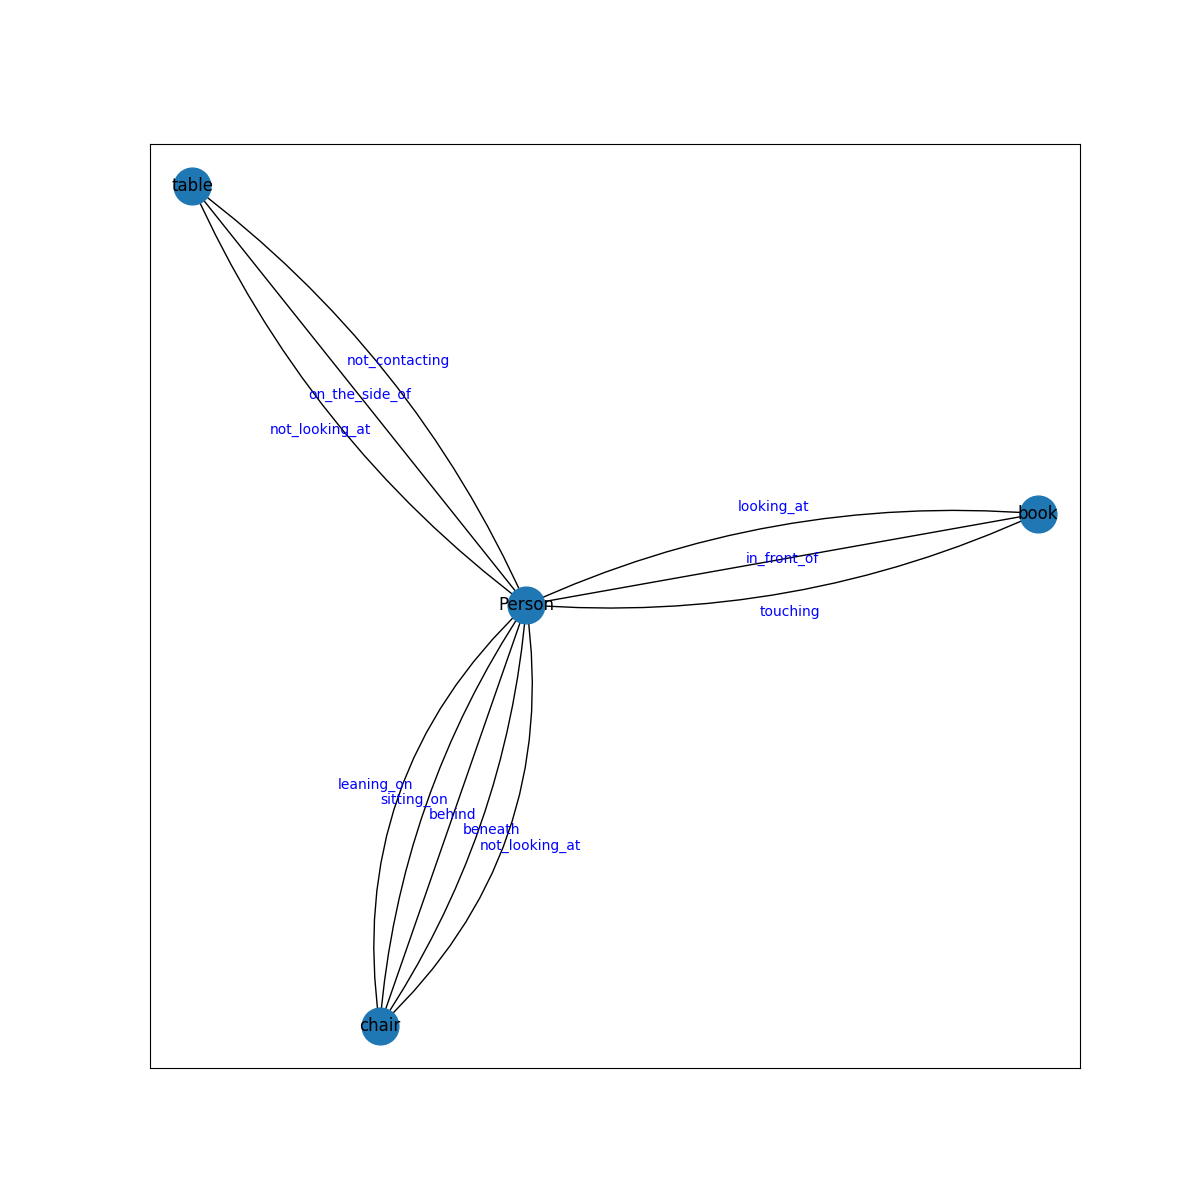 table
not_contacting
on_the_side_of
not_looking_at
looking_at
book
in_front_of
Person
touching
leaning_on
sitting_on
behind
beneath
not_looking_at
chair